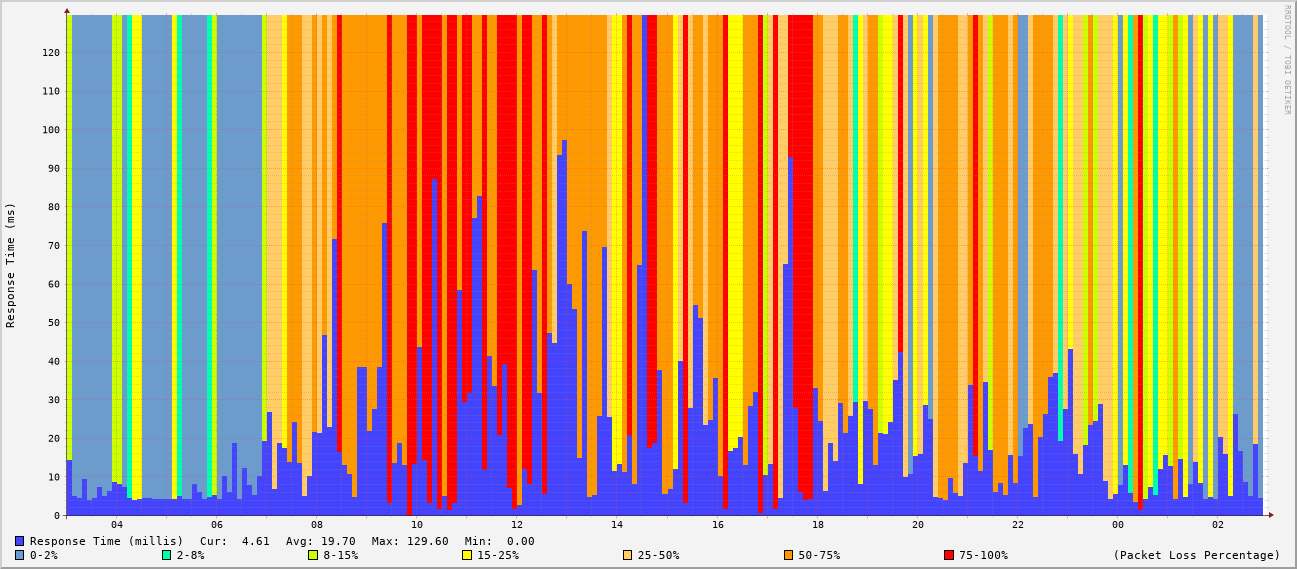 RRDTOOL / TOBI OETIKER
Response Time (ms)
120
110
100
90
80
70
60
50
40
30
20
10
0
04 06 08 10 12 14 16 18 20 22 00 02
Response Time (millis) Cur: 4.61 Avg: 19.70 Max: 129.60 Min: 0.00
0-2% 2-8% 8-15% 15-25% 25-50% 50-75% 75-100% (Packet Loss Percentage)